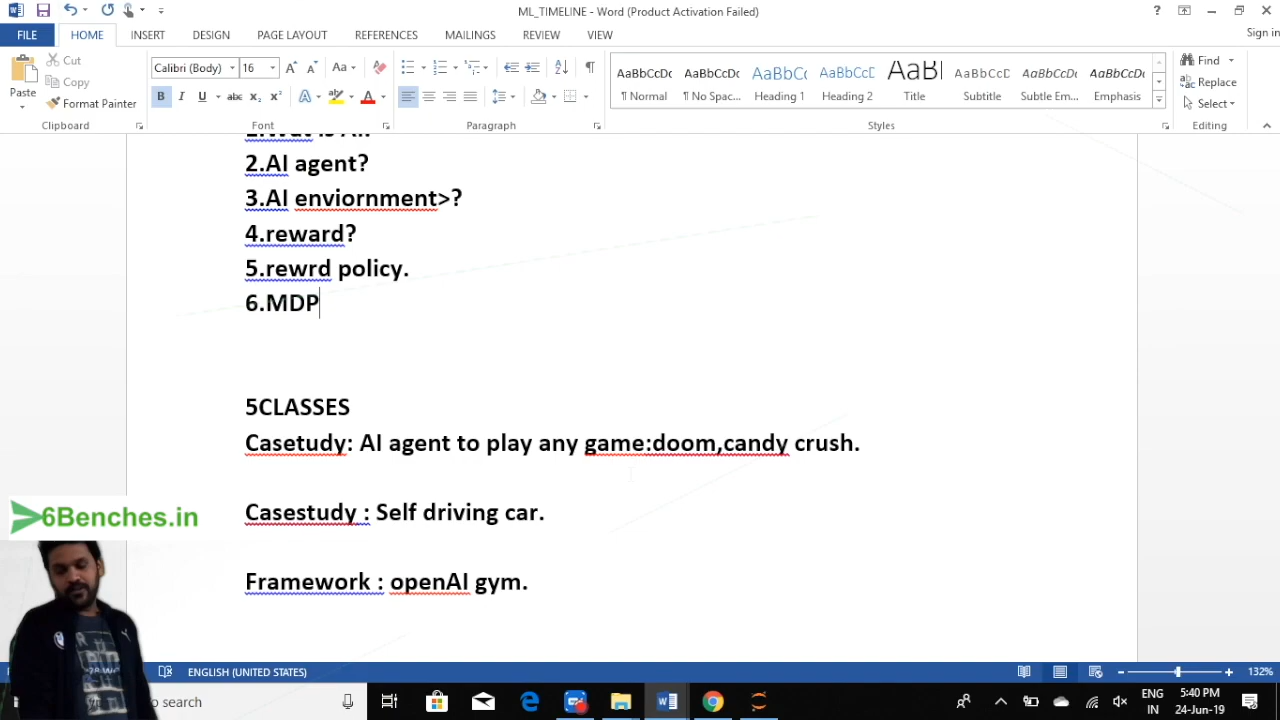 ML_TIMELINE - Word (Product Activation Failed)
FILE HOME INSERT DESIGN PAGE LAYOUT REFERENCES MAILINGS REVIEW VIEW Sign in
Paste Cut
Copy
Format Painter
Calibri (Body) 16
Clipboard Font Paragraph Styles Editing
AaBbCcDc AaBbCcDc AaBbCc AaBbCcD AaBl AaBbCcDc AaBbCcDc AaBbCcDc
¶ Normal ¶ No Spac... Heading 1 Heading 2 Title Subtitle Subtle Em... Emphasis
Find
Replace
Select
2.AI agent?
3.AI enviornment>?
4.reward?
5.rewrd policy.
6.MDP
5CLASSES
Casetudy: AI agent to play any game:doom,candy crush.
Casestudy : Self driving car.
Framework : openAI gym.
6Benches.in
ENGLISH (UNITED STATES) 132%
to search
ENG
IN
5:40 PM
24-Jun-19